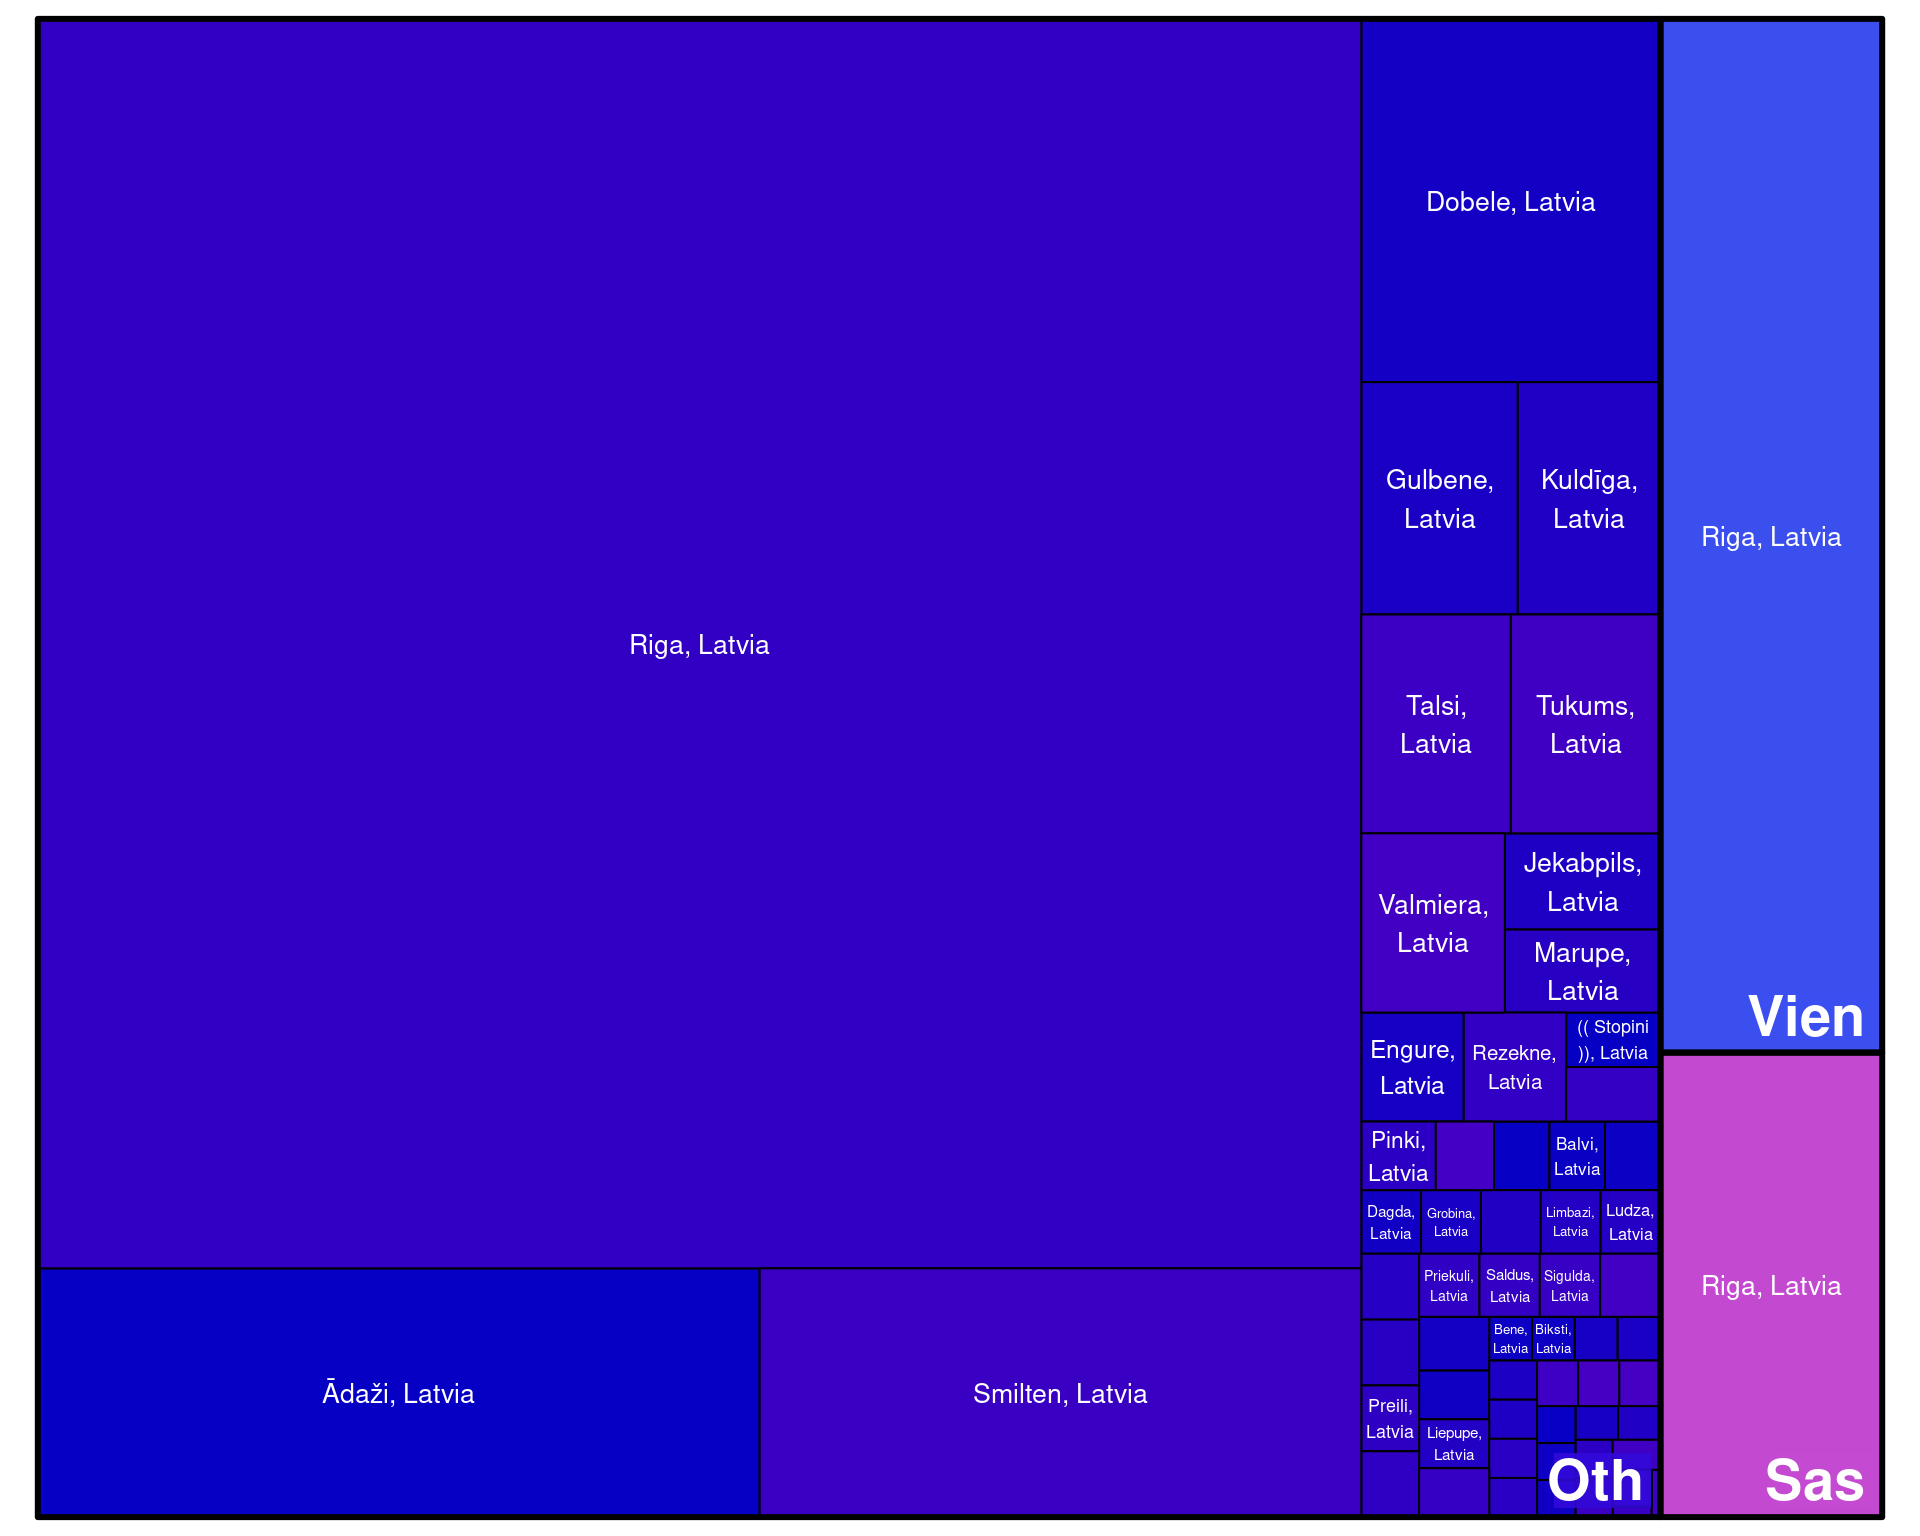 Riga, Latvia
Ādaži, Latvia
Smilten, Latvia
Dobele, Latvia
Gulbene,
Latvia
Kuldīga,
Latvia
Talsi,
Latvia
Tukums,
Latvia
Valmiera,
Latvia
Jekabpils,
Latvia
Marupe,
Latvia
Engure,
Latvia
Rezekne,
Latvia
(( Stopini
)), Latvia
Pinki,
Latvia
Balvi,
Latvia
Dagda,
Latvia
Grobina,
Latvia
Limbazi,
Latvia
Ludza,
Latvia
Priekuli,
Latvia
Saldus,
Latvia
Sigulda,
Latvia
Bene,
Latvia
Biksti,
Latvia
Preili,
Latvia
Liepupe,
Latvia
Oth
Riga, Latvia
Vien
Riga, Latvia
Sas